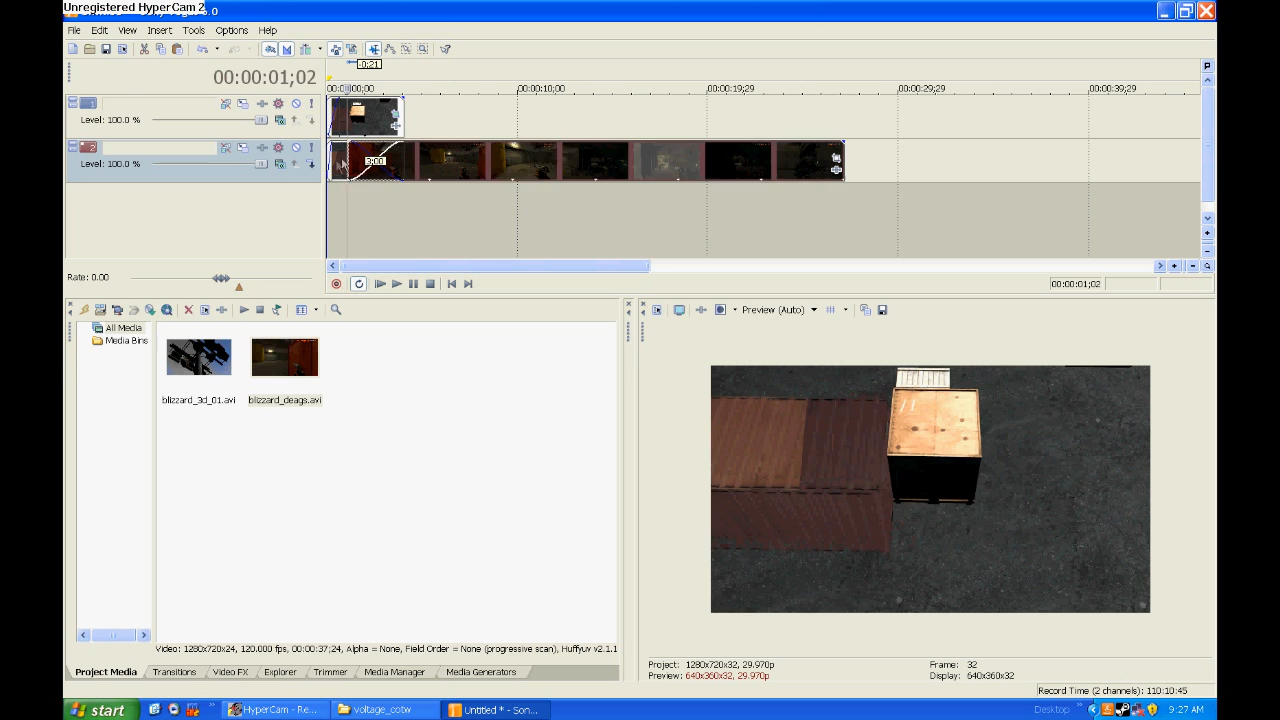 Unregistered HyperCam 2
File Edit View Insert Tools Options Help
-0;21
00:00:01;02
00:00:10;00
00:00:19;29
00:00:29;29
00:00:39;29
1
Level: 100.0 %
2
Level: 100.0 %
3;00
Rate: 0.00
00:00:01;02
Preview (Auto)
All Media
Media Bins
blizzard_3d_01.avi
blizzard_deags.avi
Video: 1280x720x24, 120.000 fps, 00:00:37;24, Alpha = None, Field Order = None (progressive scan), Huffyuv v2.1.1
Project Media Transitions Video FX Explorer Trimmer Media Manager Media Generators
Project: 1280x720x32, 29.970p
Frame: 32
Preview: 640x360x32, 29.970p
Display: 640x360x32
Record Time (2 channels): 110:10:45
start
HyperCam - Re...
voltage_cotw
Untitled * - Son...
Desktop
9:27 AM